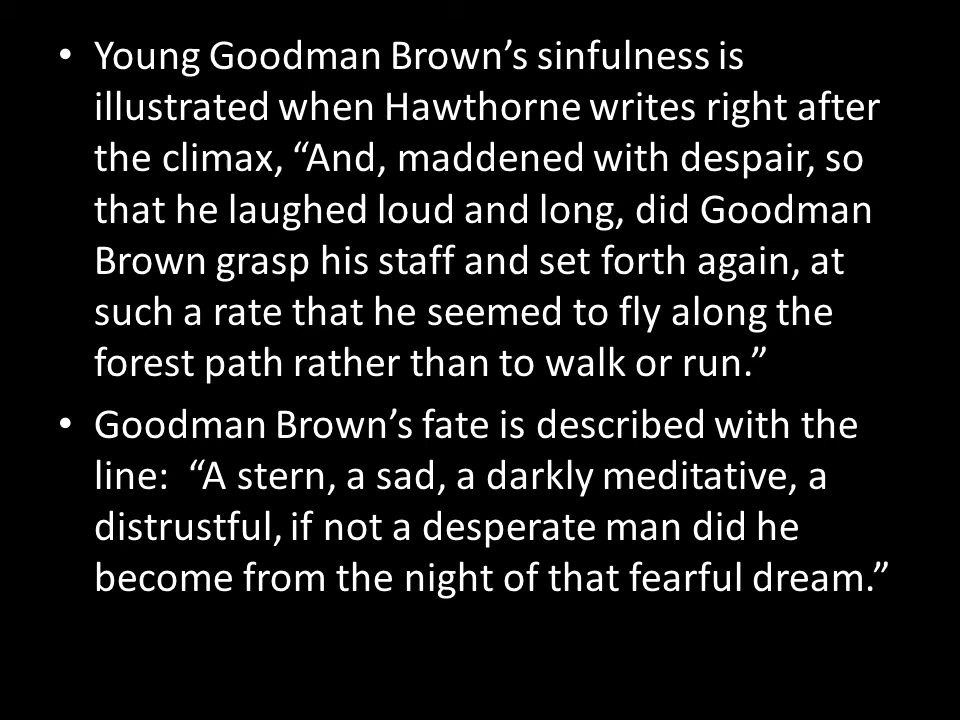 • Young Goodman Brown’s sinfulness is
illustrated when Hawthorne writes right after
the climax, “And, maddened with despair, so
that he laughed loud and long, did Goodman
Brown grasp his staff and set forth again, at
such a rate that he seemed to fly along the
forest path rather than to walk or run.”
• Goodman Brown’s fate is described with the
line:  “A stern, a sad, a darkly meditative, a
distrustful, if not a desperate man did he
become from the night of that fearful dream.”